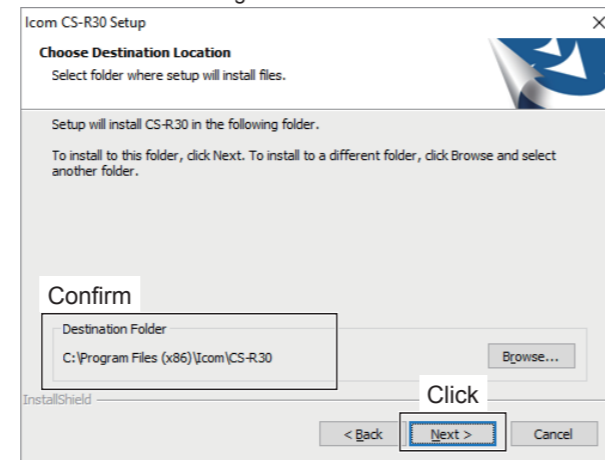 Icom CS-R30 Setup
Choose Destination Location
Select folder where setup will install files.
Setup will install CS-R30 in the following folder.
To install to this folder, click Next. To install to a different folder, click Browse and select
another folder.
Confirm
Destination Folder
C:\Program Files (x86)\Icom\CS-R30
Browse...
InstallShield
Click
< Back
Next >
Cancel